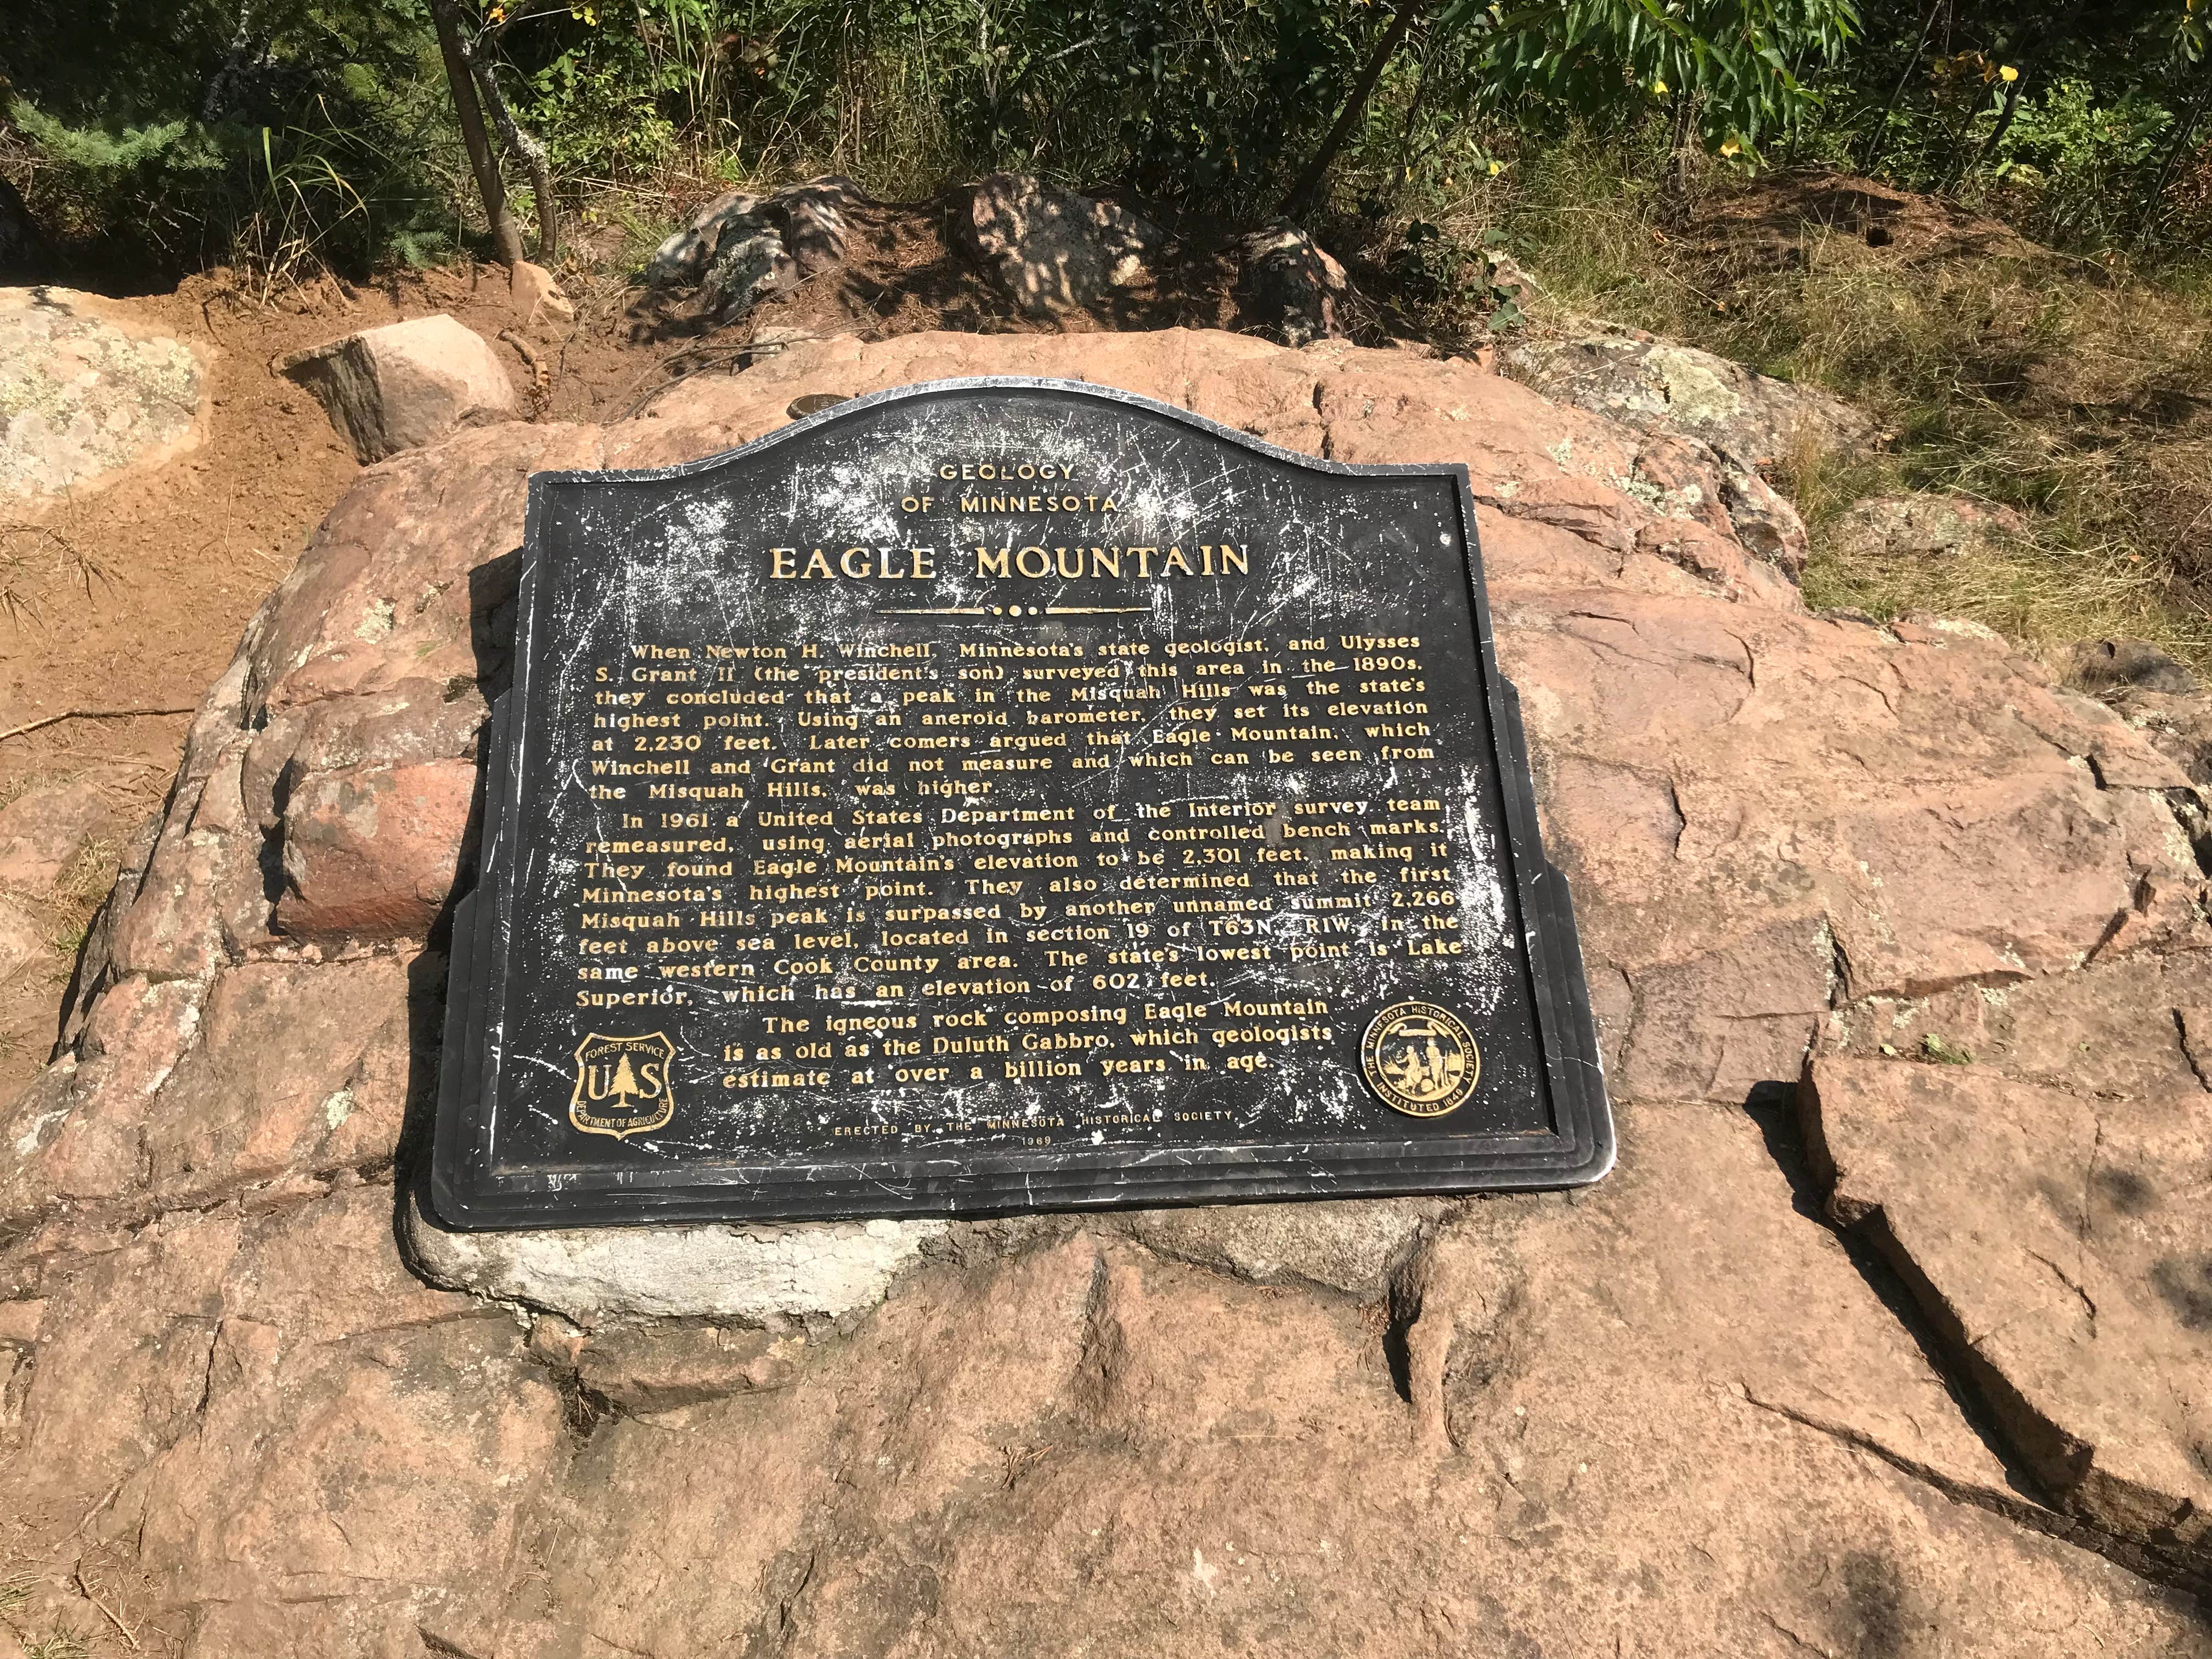 GEOLOGY
OF MINNESOTA
EAGLE MOUNTAIN
When Newton H. Winchell, Minnesota's state geologist, and Ulysses
S. Grant II (the president's son) surveyed this area in the 1890s,
they concluded that a peak in the Misquah Hills was the state's
highest point. Using an aneroid barometer, they set its elevation
at 2,230 feet. Later comers argued that Eagle Mountain, which
Winchell and Grant did not measure and which can be seen from
the Misquah Hills, was higher.
In 1961 a United States Department of the Interior survey team
remeasured, using aerial photographs and controlled bench marks.
They found Eagle Mountain's elevation to be 2,301 feet, making it
Minnesota's highest point. They also determined that the first
Misquah Hills peak is surpassed by another unnamed summit 2,266
feet above sea level, located in section 19 of T63N, R1W, in the
same western Cook County area. The state's lowest point is Lake
Superior, which has an elevation of 602 feet.
The igneous rock composing Eagle Mountain
is as old as the Duluth Gabbro, which geologists
estimate at over a billion years in age.
FOREST SERVICE
U S
DEPARTMENT OF AGRICULTURE
THE MINNESOTA HISTORICAL SOCIETY
INSTITUTED 1849
ERECTED BY THE MINNESOTA HISTORICAL SOCIETY,
1969